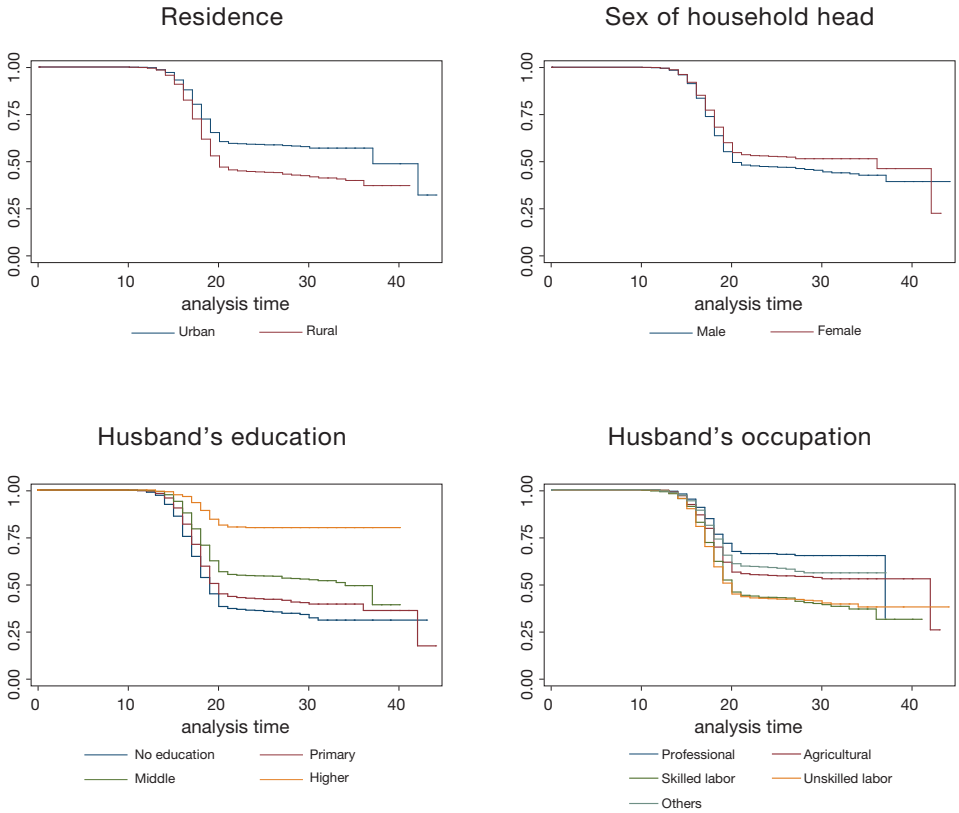 Residence
1.00
0.75
0.50
0.25
0.00
0 10 20 30 40
analysis time
Urban Rural
Sex of household head
1.00
0.75
0.50
0.25
0.00
0 10 20 30 40
analysis time
Male Female
Husband's education
1.00
0.75
0.50
0.25
0.00
0 10 20 30 40
analysis time
No education Primary
Middle Higher
Husband's occupation
1.00
0.75
0.50
0.25
0.00
0 10 20 30 40
analysis time
Professional Agricultural
Skilled labor Unskilled labor
Others